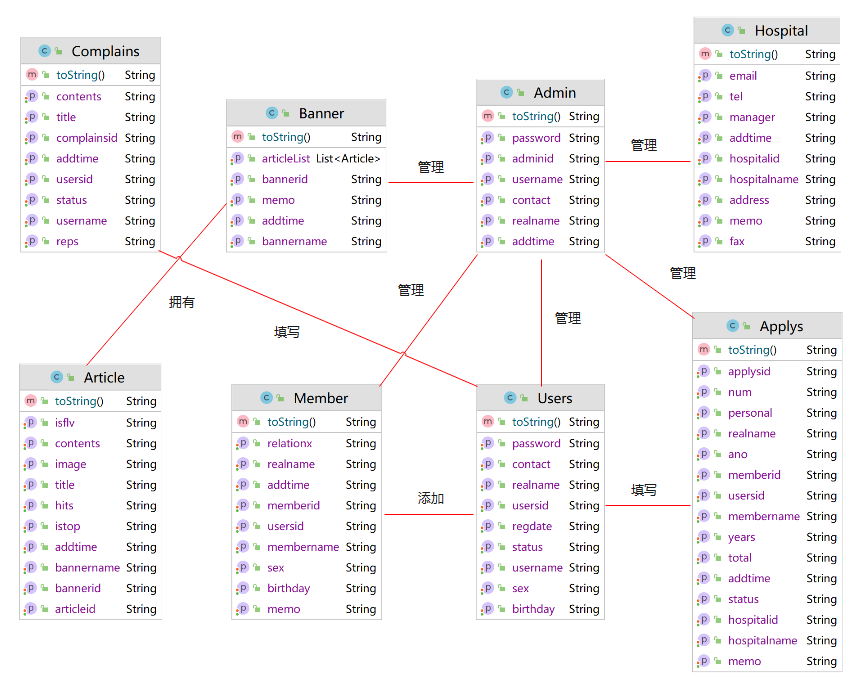 Complains
toString() String
contents String
title String
complainsid String
addtime String
usersid String
status String
username String
reps String
Banner
toString() String
articleList List<Article>
bannerid String
memo String
addtime String
bannername String
管理
Admin
toString() String
password String
adminid String
username String
contact String
realname String
addtime String
管理
Hospital
toString() String
email String
tel String
manager String
addtime String
hospitalid String
hospitalname String
address String
memo String
fax String
拥有
填写
管理
管理
管理
Article
toString() String
isflv String
contents String
image String
title String
hits String
istop String
addtime String
bannername String
bannerid String
articleid String
Member
toString() String
relationx String
realname String
addtime String
memberid String
usersid String
membername String
sex String
birthday String
memo String
添加
Users
toString() String
password String
contact String
realname String
usersid String
regdate String
status String
username String
sex String
birthday String
填写
Applys
toString() String
applysid String
num String
personal String
realname String
ano String
memberid String
usersid String
membername String
years String
total String
addtime String
status String
hospitalid String
hospitalname String
memo String